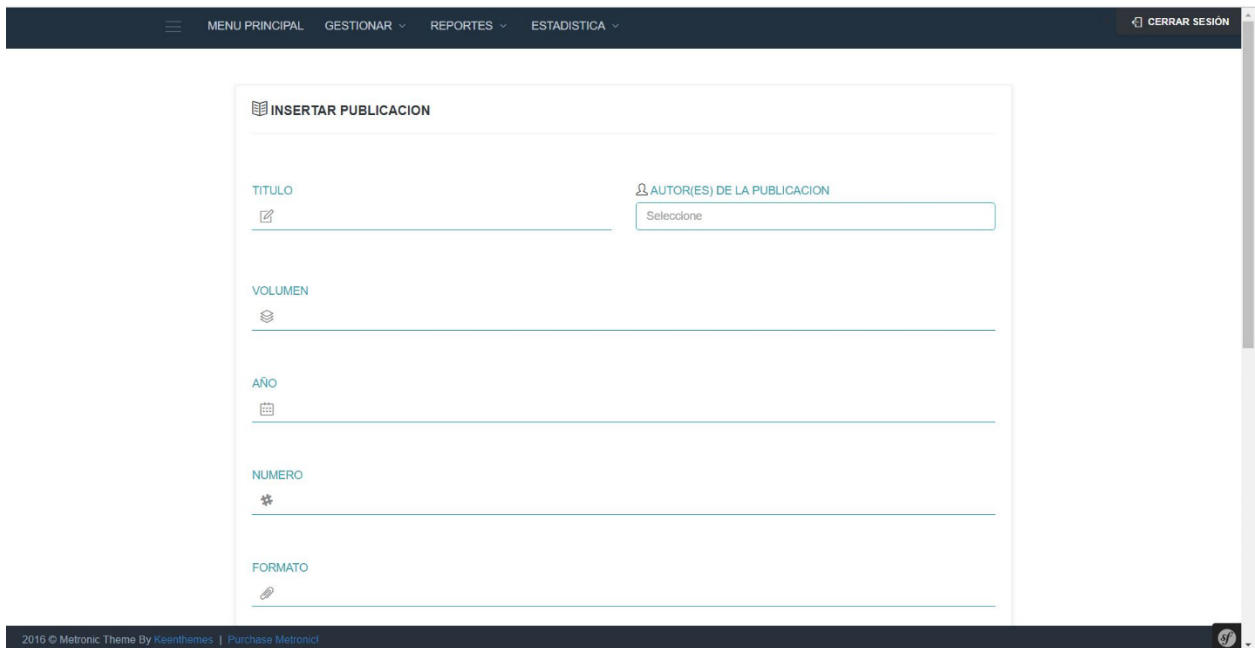 MENU PRINCIPAL GESTIONAR REPORTES ESTADISTICA CERRAR SESIÓN
INSERTAR PUBLICACION
TITULO AUTOR(ES) DE LA PUBLICACION
Seleccione
VOLUMEN
AÑO
NUMERO
FORMATO
2016 © Metronic Theme By Keenthemes | Purchase Metronic!
sf